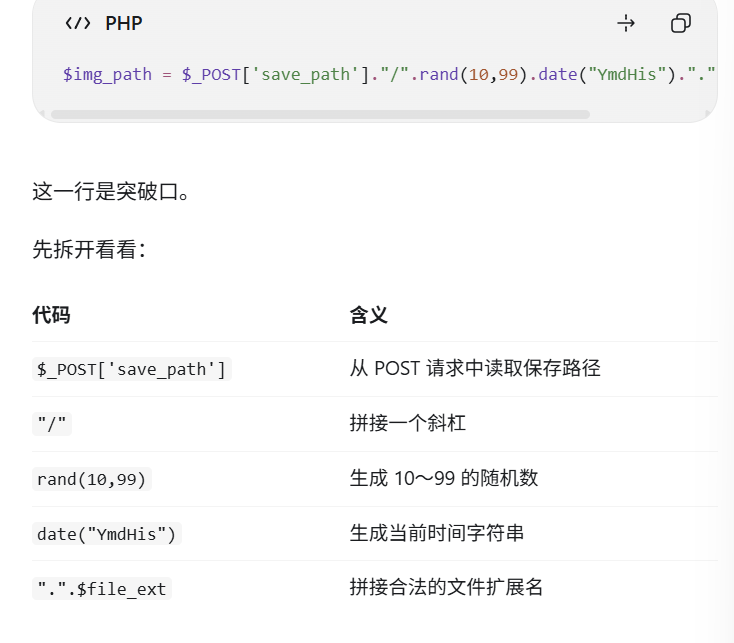 </> PHP
$img_path = $_POST['save_path']."/".rand(10,99).date("YmdHis")."."
这一行是突破口。
先拆开看看：
代码 含义
$_POST['save_path'] 从 POST 请求中读取保存路径
"/" 拼接一个斜杠
rand(10,99) 生成 10～99 的随机数
date("YmdHis") 生成当前时间字符串
".".$file_ext 拼接合法的文件扩展名